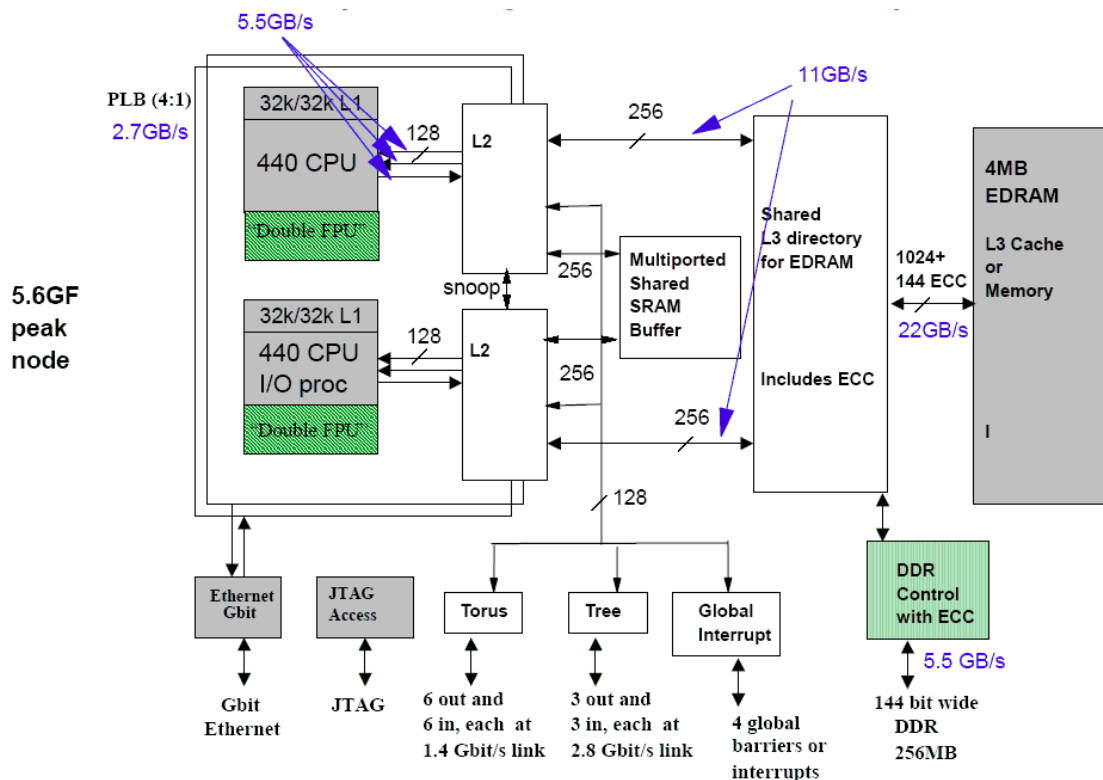 5.5GB/s
11GB/s
PLB (4:1)
2.7GB/s
32k/32k L1
440 CPU
"Double FPU"
128
L2
256
256
snoop
Multiported
Shared
SRAM
Buffer
Shared
L3 directory
for EDRAM
Includes ECC
1024+
144 ECC
22GB/s
4MB
EDRAM
L3 Cache
or
Memory
l
5.6GF
peak
node
32k/32k L1
440 CPU
I/O proc
"Double FPU"
128
L2
256
256
128
Ethernet
Gbit
JTAG
Access
Torus
Tree
Global
Interrupt
DDR
Control
with ECC
5.5 GB/s
Gbit
Ethernet
JTAG
6 out and
6 in, each at
1.4 Gbit/s link
3 out and
3 in, each at
2.8 Gbit/s link
4 global
barriers or
interrupts
144 bit wide
DDR
256MB